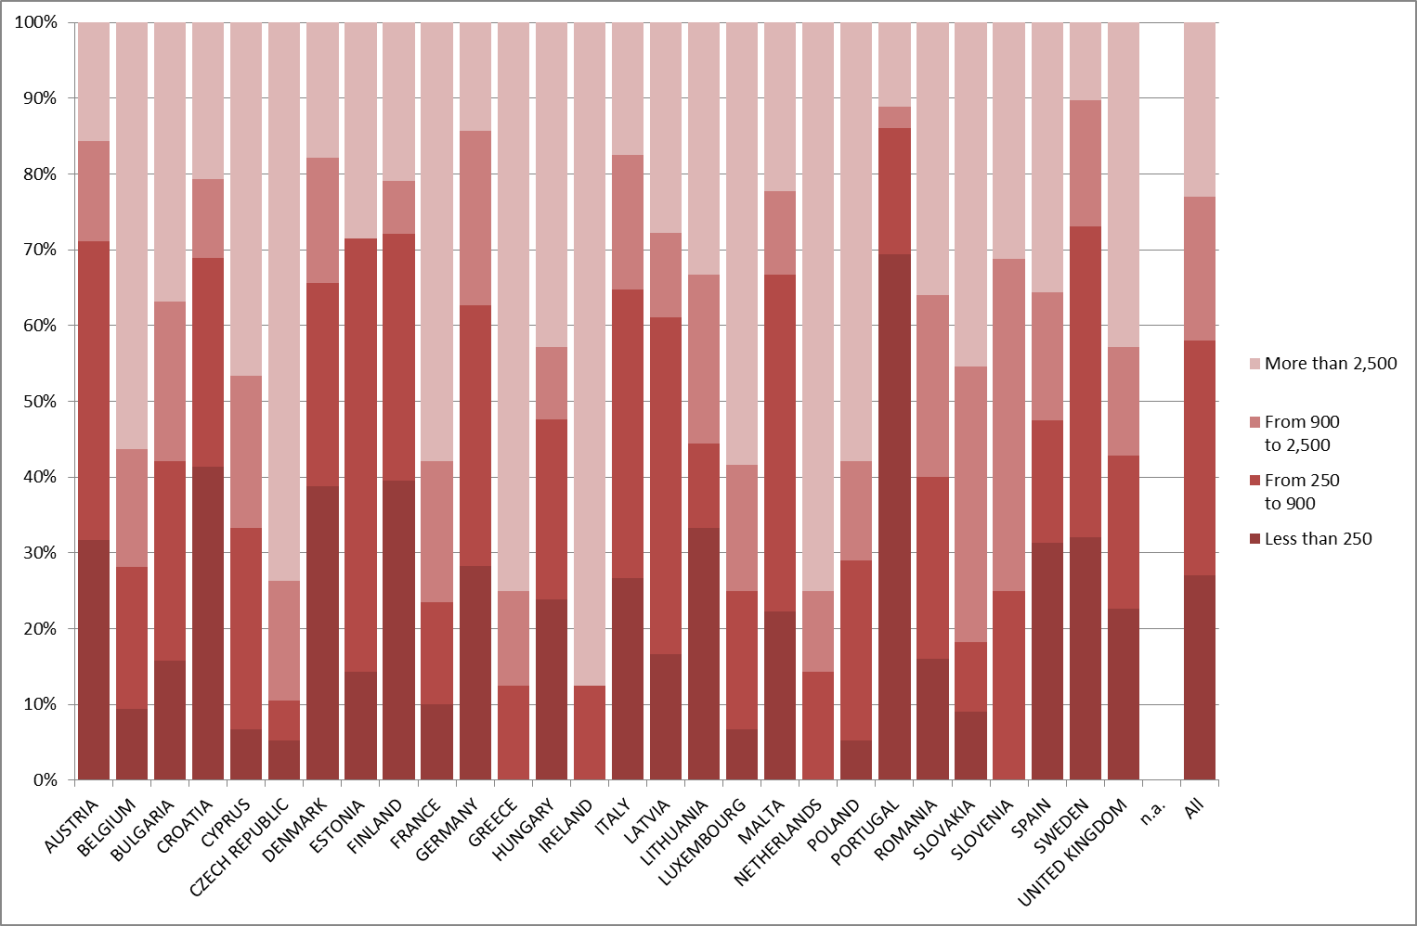 100%
90%
80%
70%
60%
50%
40%
30%
20%
10%
0%
AUSTRIA
BELGIUM
BULGARIA
CROATIA
CYPRUS
CZECH REPUBLIC
DENMARK
ESTONIA
FINLAND
FRANCE
GERMANY
GREECE
HUNGARY
IRELAND
ITALY
LATVIA
LITHUANIA
LUXEMBOURG
MALTA
NETHERLANDS
POLAND
PORTUGAL
ROMANIA
SLOVAKIA
SLOVENIA
SPAIN
SWEDEN
UNITED KINGDOM
n.a.
All
More than 2,500
From 900
to 2,500
From 250
to 900
Less than 250